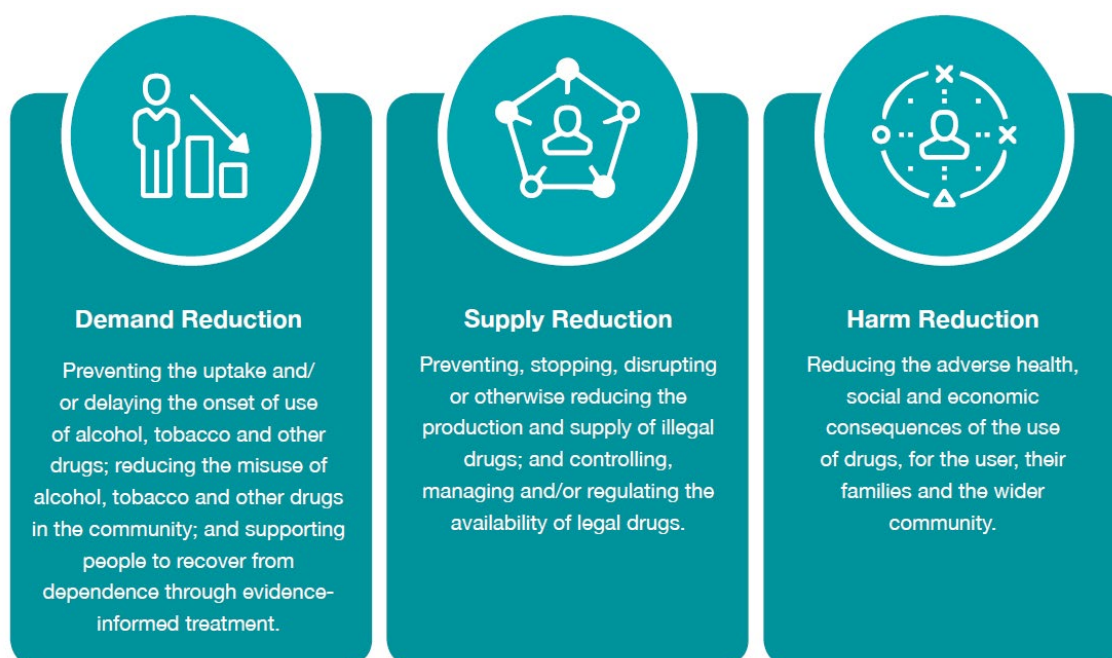 Demand Reduction
Preventing the uptake and/
or delaying the onset of use
of alcohol, tobacco and other
drugs; reducing the misuse of
alcohol, tobacco and other drugs
in the community; and supporting
people to recover from
dependence through evidence-
informed treatment.
Supply Reduction
Preventing, stopping, disrupting
or otherwise reducing the
production and supply of illegal
drugs; and controlling,
managing and/or regulating the
availability of legal drugs.
Harm Reduction
Reducing the adverse health,
social and economic
consequences of the use
of drugs, for the user, their
families and the wider
community.